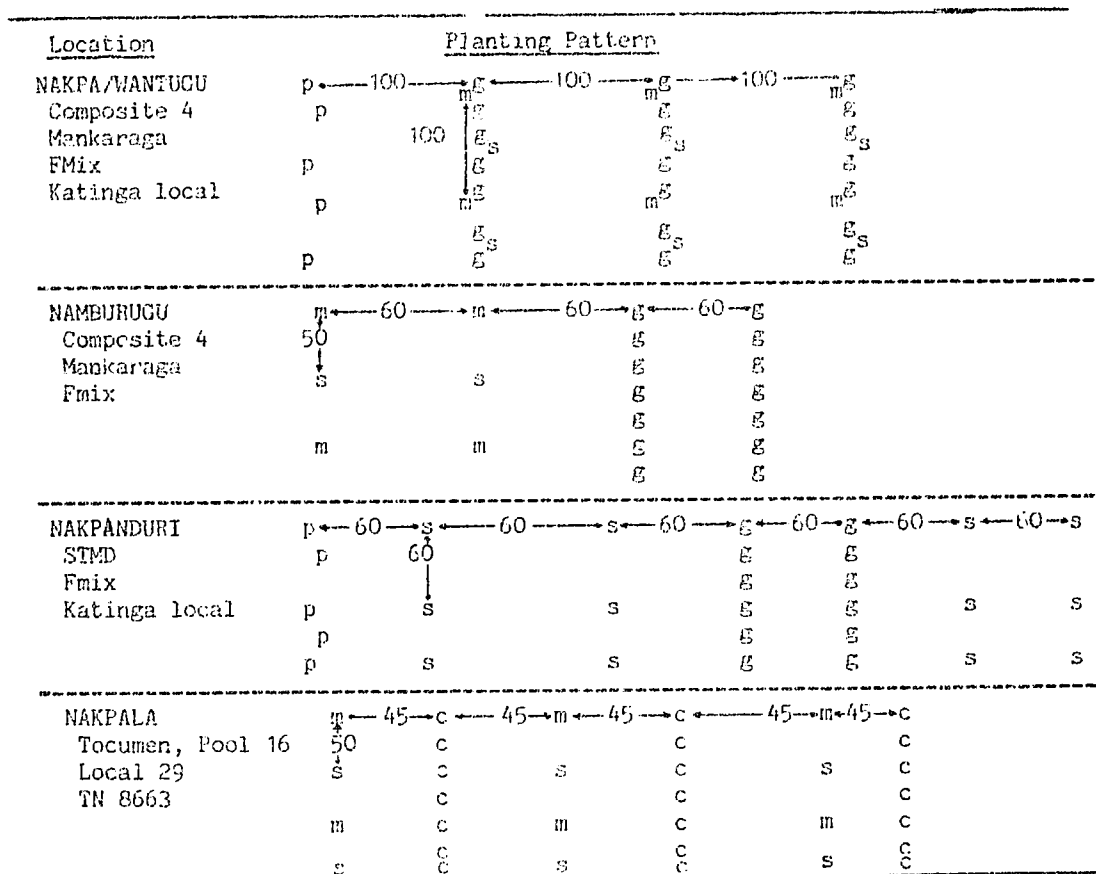 Location Planting Pattern
NAKPA/WANTUGU p 100 m g 100 m g 100 m g
Composite 4 p g g g
Mankaraga 100 g s g s g s
FMix p g g g
Katinga local p m g m g m g
g s g s g s
p g g g
NAMBURUGU m 60 m 60 g 60 g
Composite 4 50 g g
Mankaraga s s g g
Fmix g g
g g
m m g g
g g
NAKPANDURI p 60 s 60 s 60 g 60 g 60 s 60 s
STMD p 60 g g
Fmix g g
Katinga local p s s g g s s
p g g
p s s g g s s
NAKPALA m 45 c 45 m 45 c 45 m 45 c
Tocumen, Pool 16 50 c c c
Local 29 s c s c s c
TN 8663 c c c
m c m c m c
c c c
s c s c s c